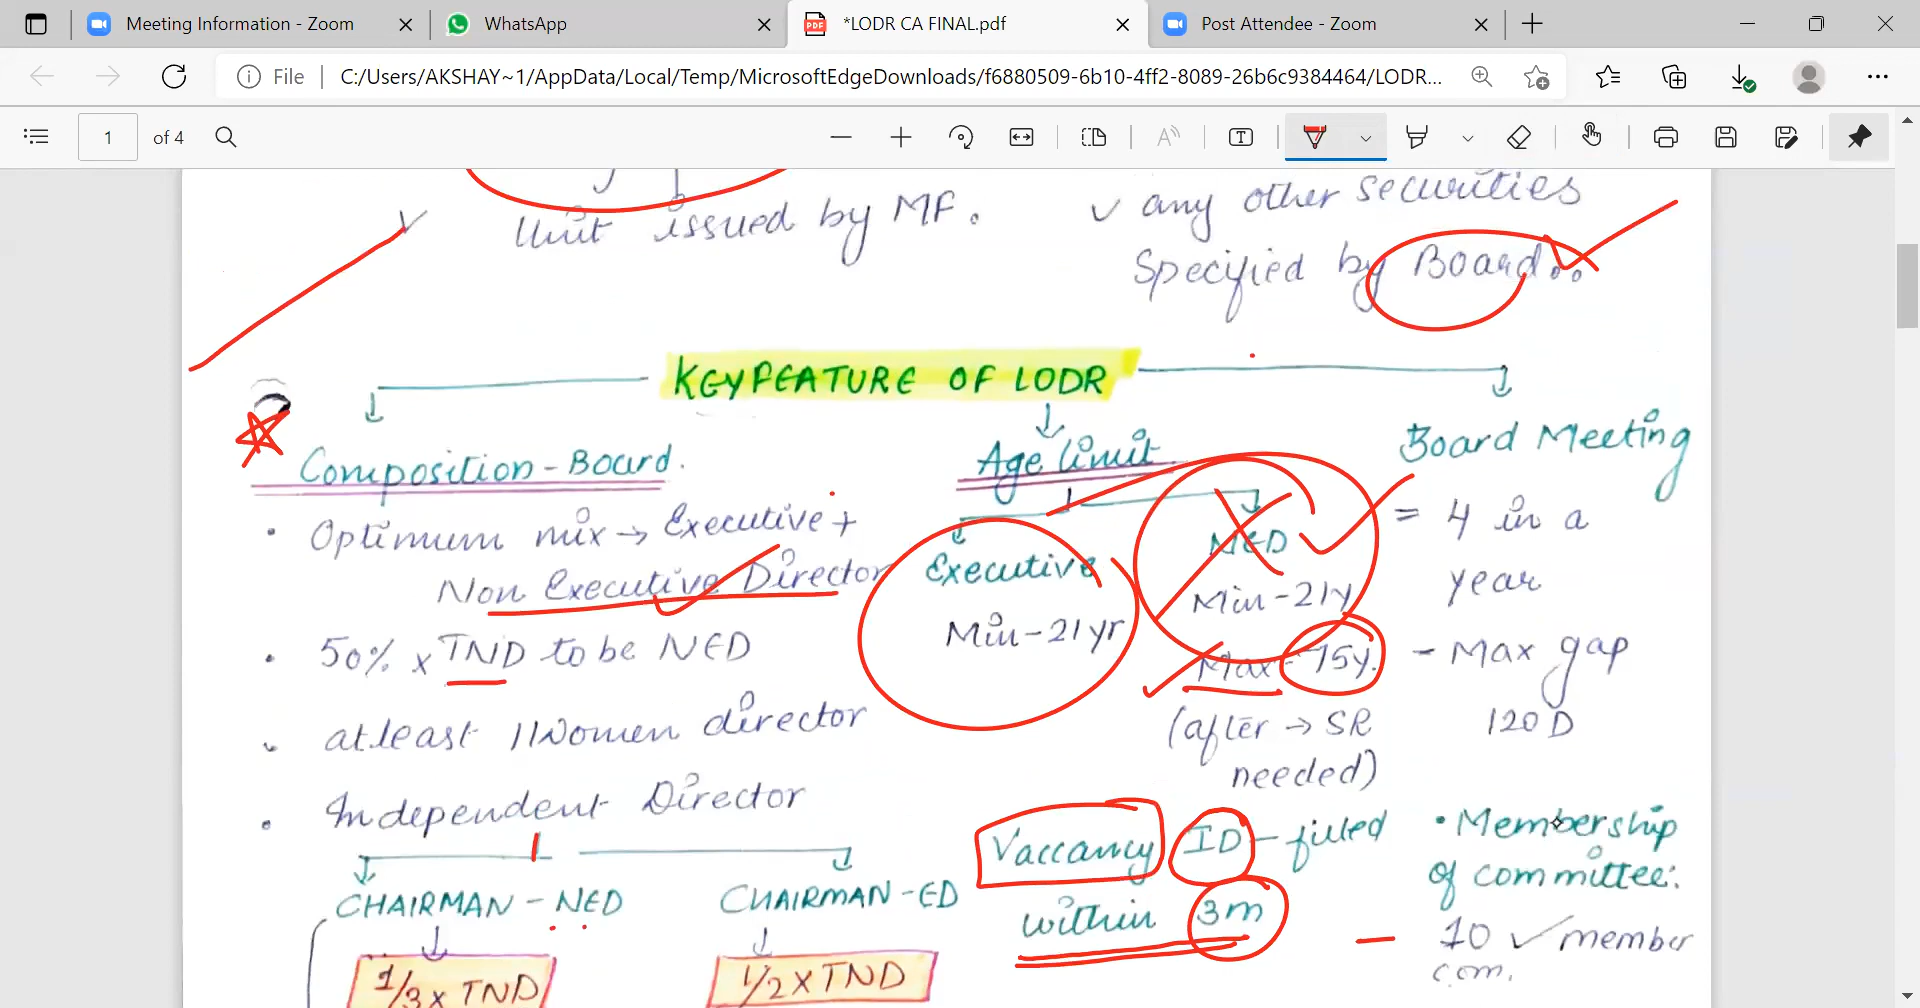 Meeting Information - Zoom
WhatsApp
*LODR CA FINAL.pdf
Post Attendee - Zoom
File
C:/Users/AKSHAY~1/AppData/Local/Temp/MicrosoftEdgeDownloads/f6880509-6b10-4ff2-8089-26b6c9384464/LODR...
1 of 4
Unit issued by MF.
✓ any other securities
Specified by Board..
KEY FEATURE OF LODR
Composition - Board.
• Optimum mix → Executive +
Non Executive Director
• 50% x TND to be NED
atleast 1 Women director
• Independent Director
CHAIRMAN - NED
1/3 x TND
CHAIRMAN - ED
1/2 x TND
Age limit
Executive
Min - 21 yr
NED
Min - 21y
Max - 75y.
(after → SR
needed)
Vaccancy ID - filled
within 3m
Board Meeting
= 4 in a
year
- Max gap
120 D
• Membership
of committee:
10 ✓ member
com.